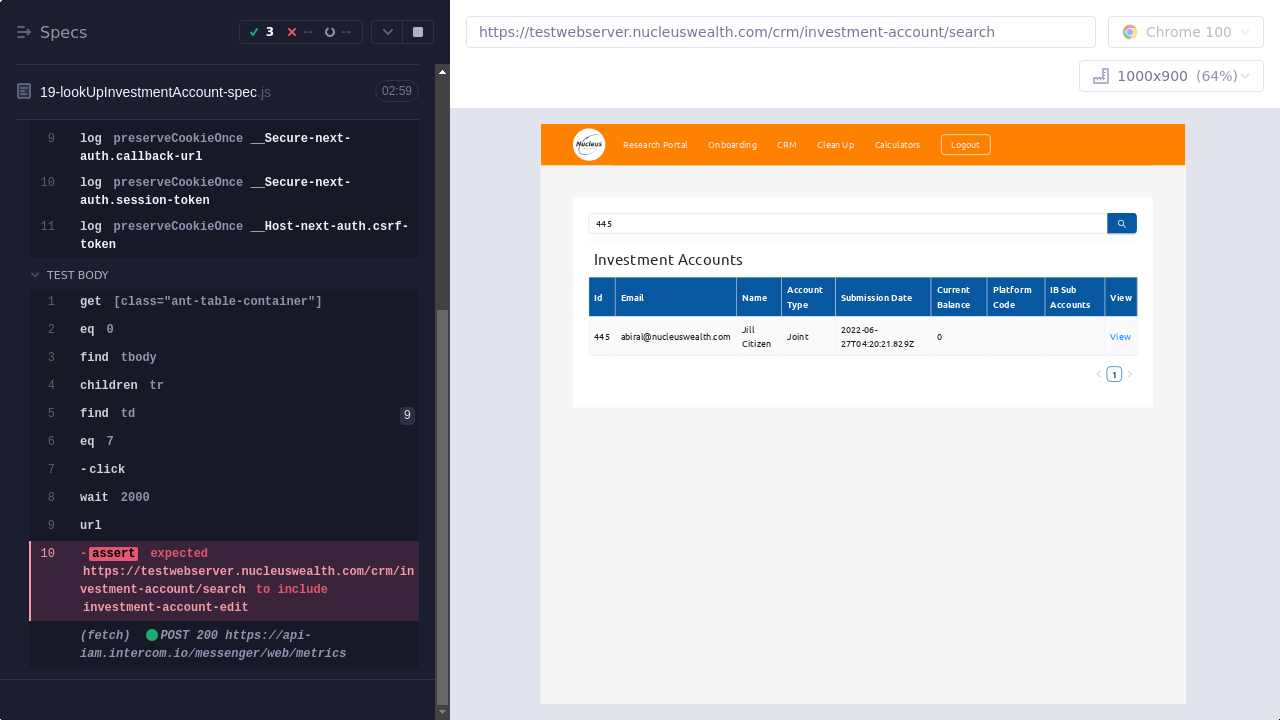 Specs
3 -- --
19-lookUpInvestmentAccount-spec.js 02:59
9 log preserveCookieOnce __Secure-next-
auth.callback-url
10 log preserveCookieOnce __Secure-next-
auth.session-token
11 log preserveCookieOnce __Host-next-auth.csrf-
token
TEST BODY
1 get [class="ant-table-container"]
2 eq 0
3 find tbody
4 children tr
5 find td 9
6 eq 7
7 -click
8 wait 2000
9 url
10 -assert expected
https://testwebserver.nucleuswealth.com/crm/in
vestment-account/search to include
investment-account-edit
(fetch) POST 200 https://api-
iam.intercom.io/messenger/web/metrics
https://testwebserver.nucleuswealth.com/crm/investment-account/search
Chrome 100
1000x900 (64%)
Nucleus
Research Portal Onboarding CRM Clean Up Calculators Logout
445
Investment Accounts
Id Email Name Account Type Submission Date Current Balance Platform Code IB Sub Accounts View
445 abiral@nucleuswealth.com Jill Citizen Joint 2022-06-27T04:20:21.829Z 0 View
1